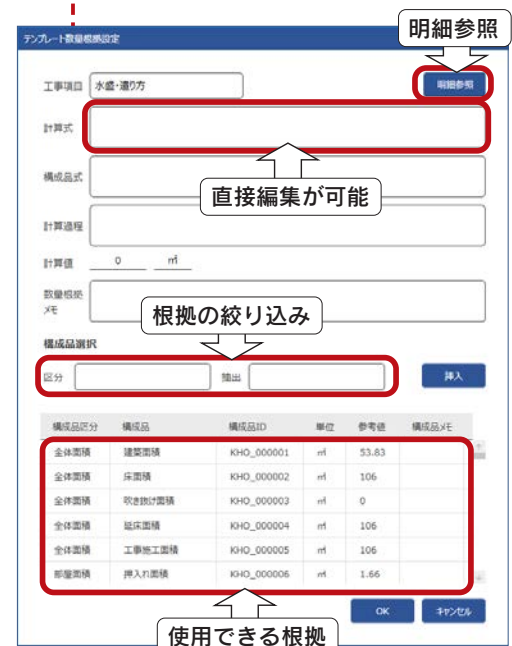 テンプレート数量根拠設定
明細参照
工事項目 水盛・遣り方 明細参照
計算式
直接編集が可能
構成品式
計算過程
計算値 0 ㎡
数量根拠
メモ
根拠の絞り込み
構成品選択
区分 抽出 挿入
構成品区分 構成品 構成品ID 単位 参考値 構成品メモ
全体面積 建築面積 KHO_000001 ㎡ 53.83
全体面積 床面積 KHO_000002 ㎡ 106
全体面積 吹き抜け面積 KHO_000003 ㎡ 0
全体面積 延床面積 KHO_000004 ㎡ 106
全体面積 工事施工面積 KHO_000005 ㎡ 106
部屋面積 押入れ面積 KHO_000006 ㎡ 1.66
OK キャンセル
使用できる根拠